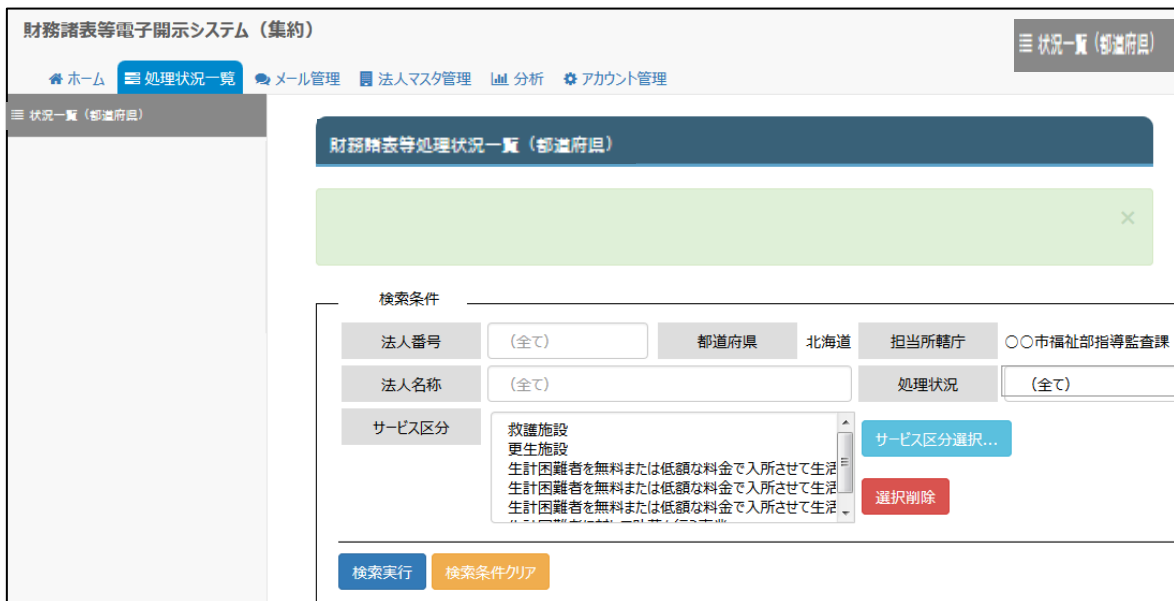 財務諸表等電子開示システム（集約）
状況一覧（都道府県）
ホーム 処理状況一覧 メール管理 法人マスタ管理 分析 アカウント管理
状況一覧（都道府県）
財務諸表等処理状況一覧（都道府県）
×
検索条件
法人番号 （全て） 都道府県 北海道 担当所轄庁 〇〇市福祉部指導監査課
法人名称 （全て） 処理状況 （全て）
サービス区分 救護施設
更生施設
サービス区分選択...
生計困難者を無料または低額な料金で入所させて生活
生計困難者を無料または低額な料金で入所させて生活
生計困難者を無料または低額な料金で入所させて生活
選択削除
検索実行 検索条件クリア